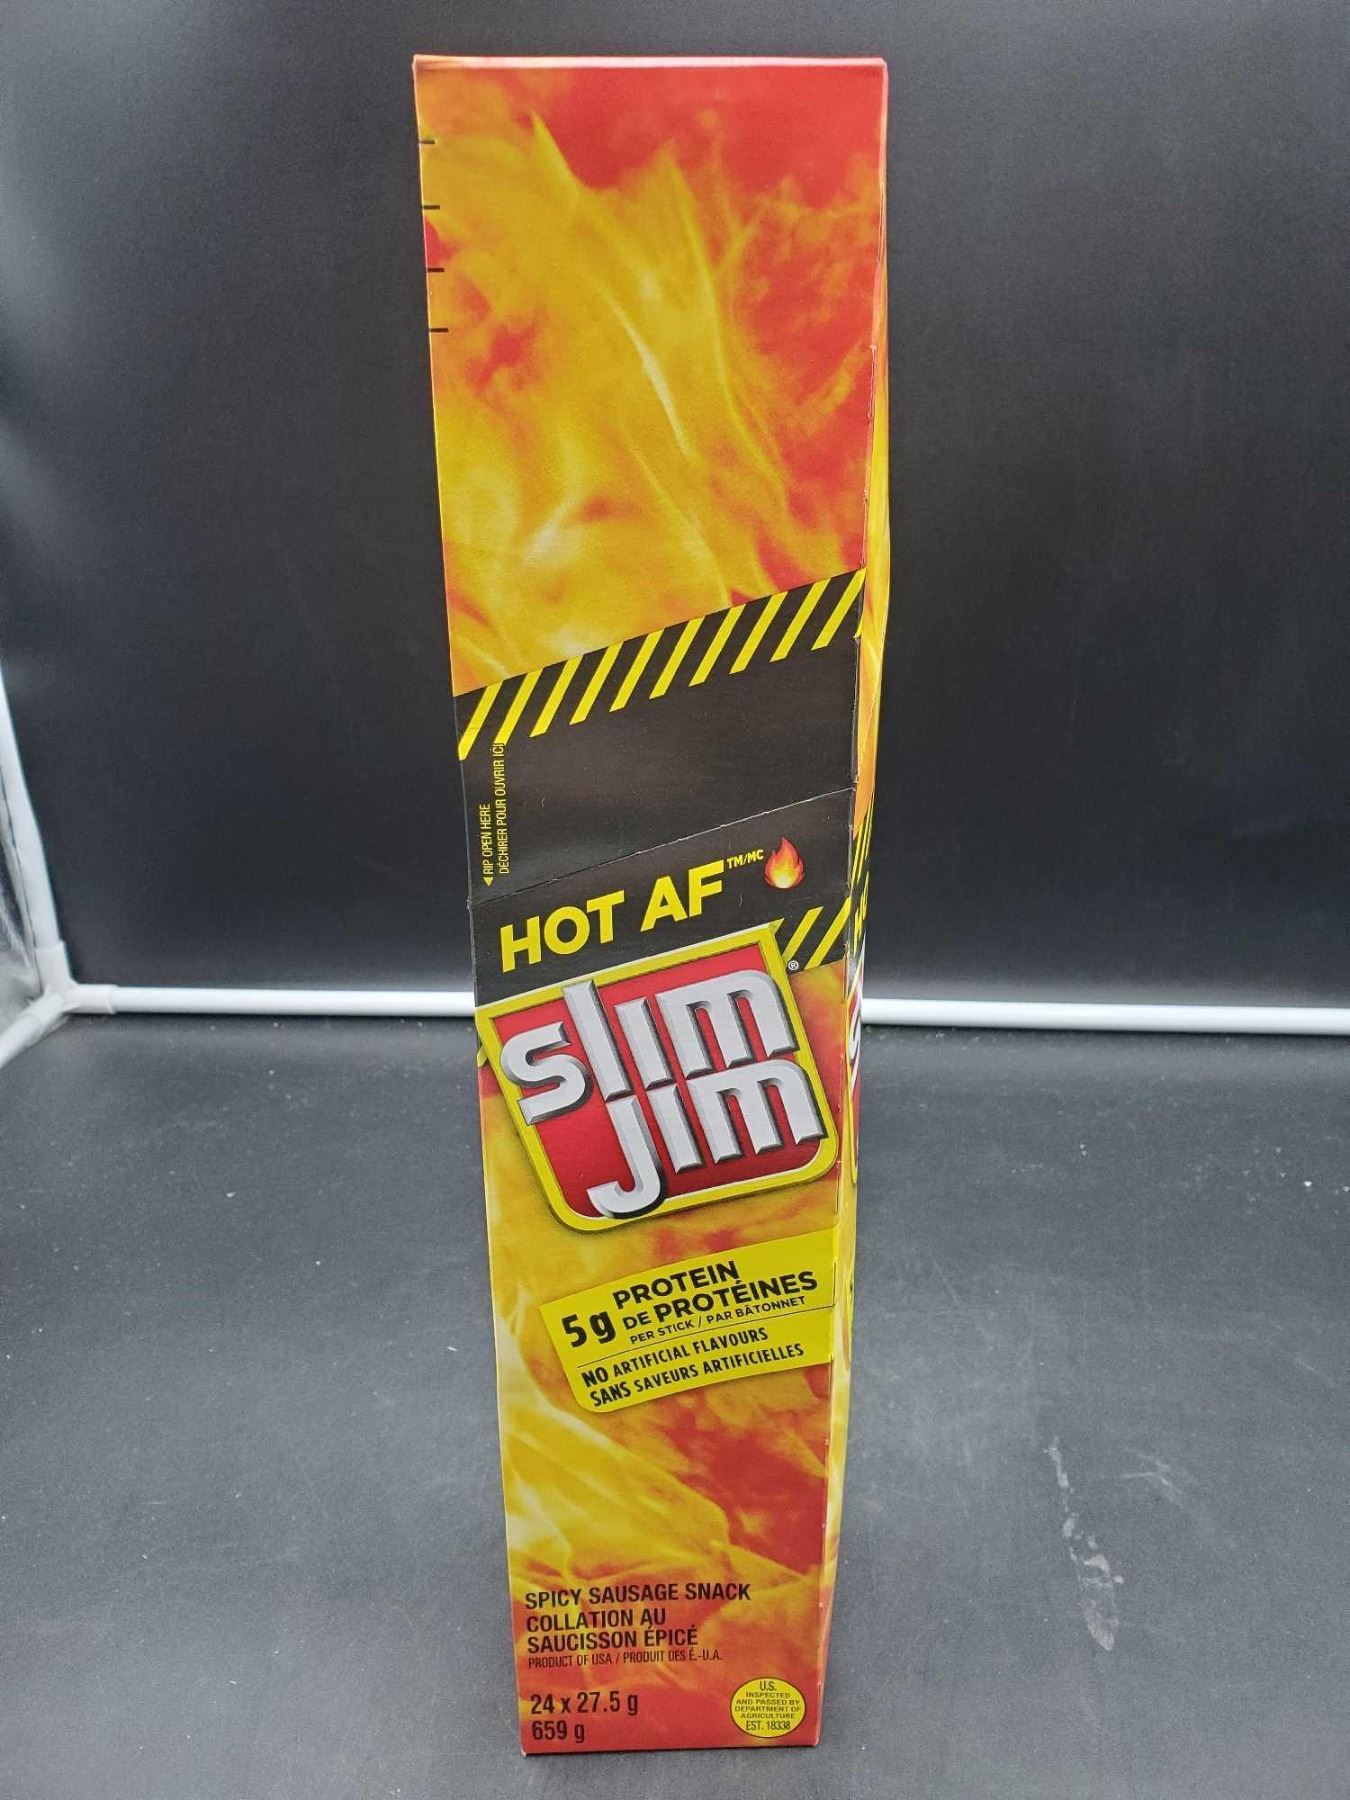 ◄ RIP OPEN HERE
DÉCHIRER POUR OUVRIR ICI
HOT AF TM/MC
slim
jim ®
5g PROTEIN
DE PROTÉINES
PER STICK / PAR BÂTONNET
NO ARTIFICIAL FLAVOURS
SANS SAVEURS ARTIFICIELLES
SPICY SAUSAGE SNACK
COLLATION AU
SAUCISSON ÉPICÉ
PRODUCT OF USA / PRODUIT DES É.-U.A.
24 x 27.5 g
659 g
U.S.
INSPECTED
AND PASSED BY
DEPARTMENT OF
AGRICULTURE
EST. 18338